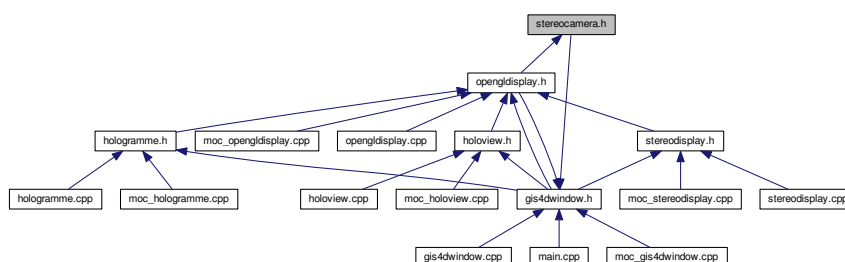 stereocamera.h
opengldisplay.h
hologramme.h
moc_opengldisplay.cpp
opengldisplay.cpp
holoview.h
stereodisplay.h
hologramme.cpp
moc_hologramme.cpp
holoview.cpp
moc_holoview.cpp
gis4dwindow.h
moc_stereodisplay.cpp
stereodisplay.cpp
gis4dwindow.cpp
main.cpp
moc_gis4dwindow.cpp